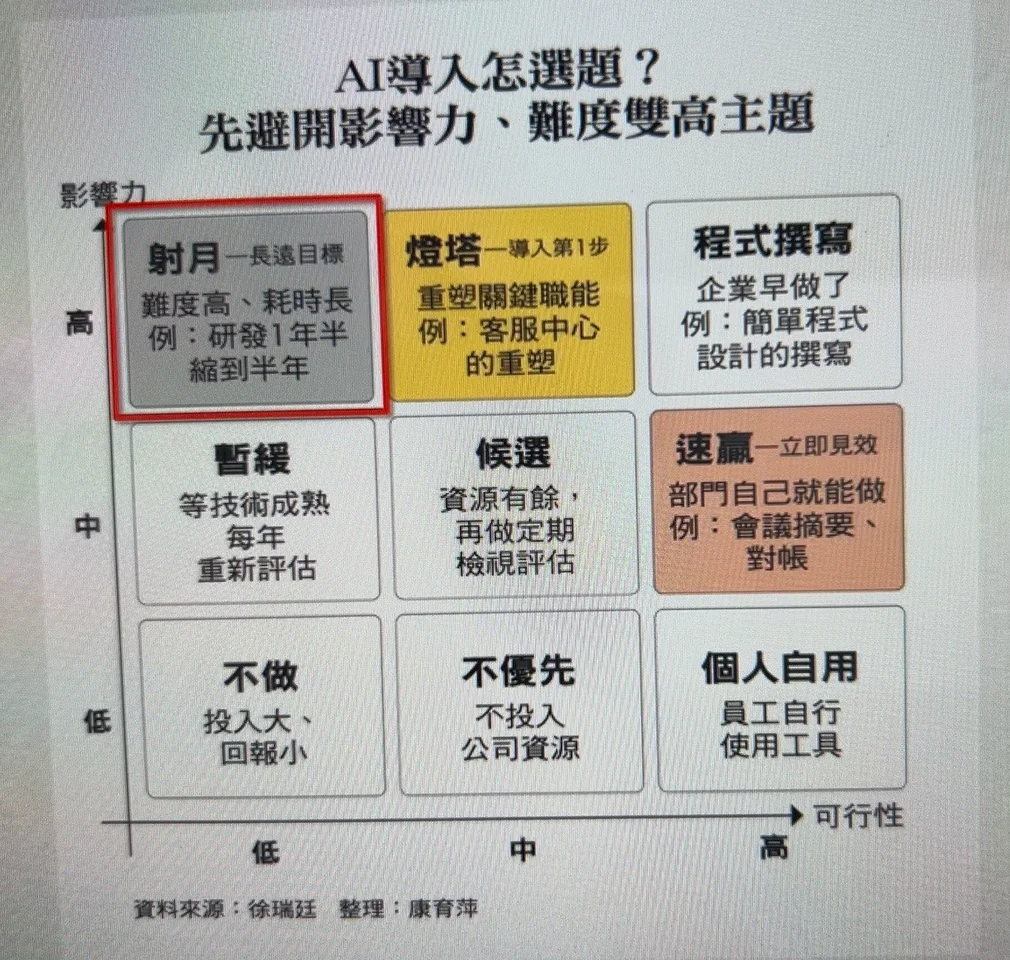 AI導入怎選題？
先避開影響力、難度雙高主題
影響力
高
射月—長遠目標
難度高、耗時長
例：研發1年半
縮到半年
燈塔—導入第1步
重塑關鍵職能
例：客服中心
的重塑
程式撰寫
企業早做了
例：簡單程式
設計的撰寫
中
暫緩
等技術成熟
每年
重新評估
候選
資源有餘，
再做定期
檢視評估
速贏—立即見效
部門自己就能做
例：會議摘要、
對帳
低
不做
投入大、
回報小
不優先
不投入
公司資源
個人自用
員工自行
使用工具
可行性
低
中
高
資料來源：徐瑞廷　整理：康育萍